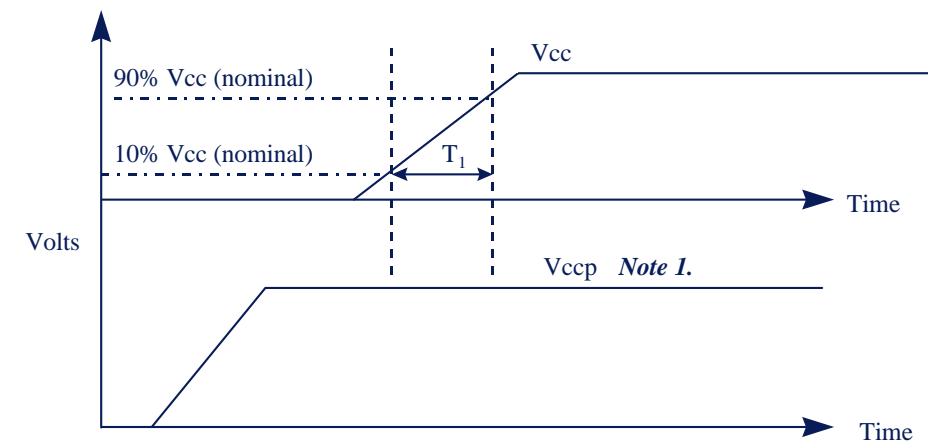 Vcc
90% Vcc (nominal)
10% Vcc (nominal)
T1
Time
Volts
Vccp Note 1.
Time